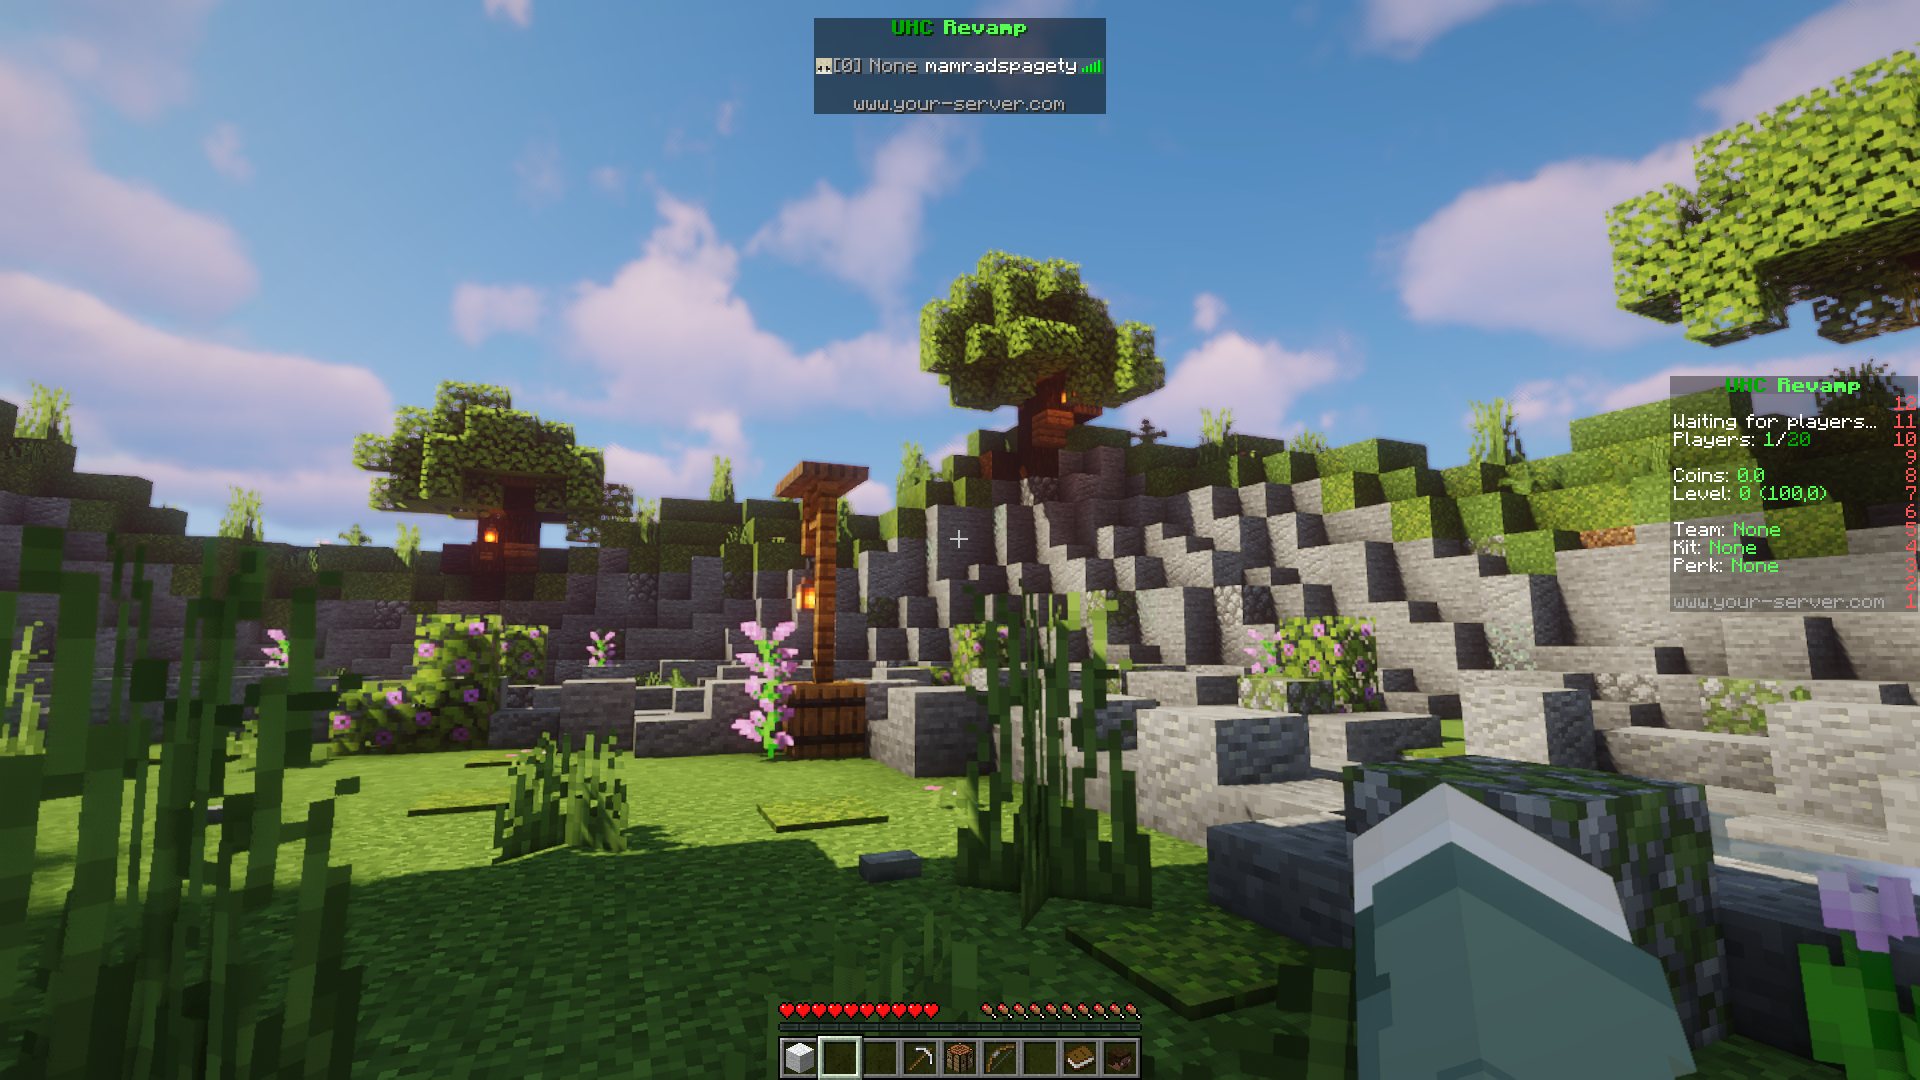 UHC Revamp
[0] None mamradspagety
www.your-server.com
UHC Revamp
12
Waiting for players... 11
Players: 1/20 10
9
Coins: 0.0 8
Level: 0 (100,0) 7
6
Team: None 5
Kit: None 4
Perk: None 3
2
www.your-server.com 1